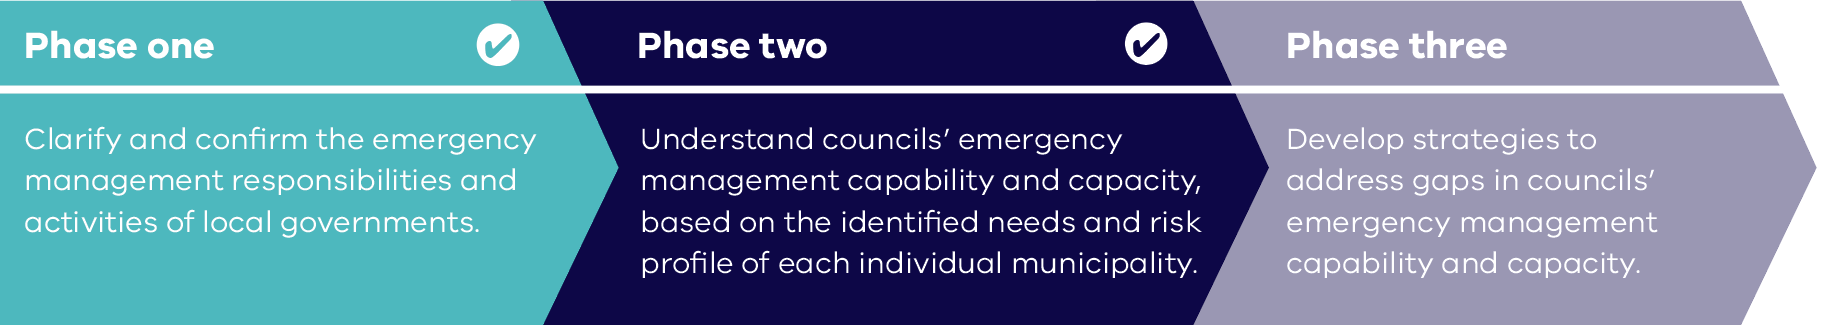 Phase one
Clarify and confirm the emergency
management responsibilities and
activities of local governments.
Phase two
Understand councils’ emergency
management capability and capacity,
based on the identified needs and risk
profile of each individual municipality.
Phase three
Develop strategies to
address gaps in councils’
emergency management
capability and capacity.